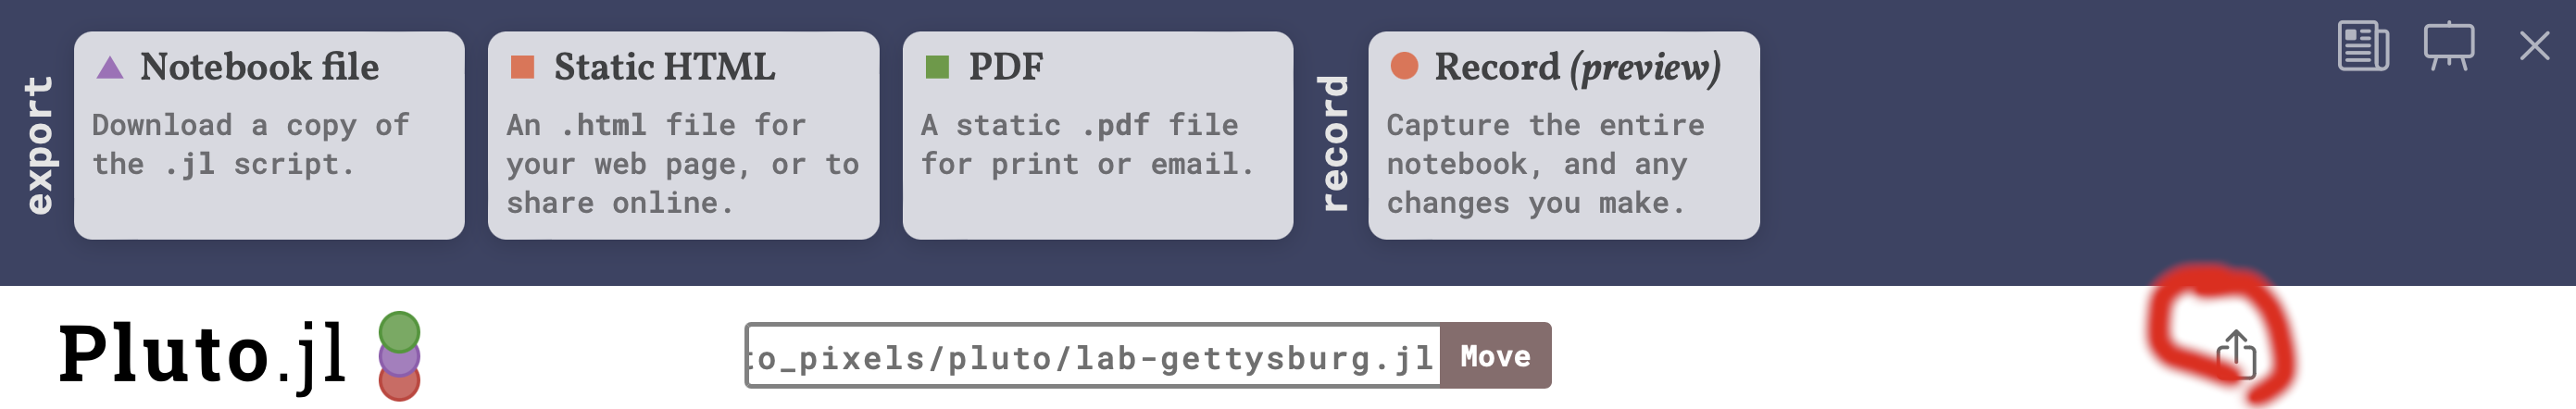 export
Notebook file
Download a copy of
the .jl script.
Static HTML
An .html file for
your web page, or to
share online.
PDF
A static .pdf file
for print or email.
record
Record (preview)
Capture the entire
notebook, and any
changes you make.
Pluto.jl
to_pixels/pluto/lab-gettysburg.jl
Move